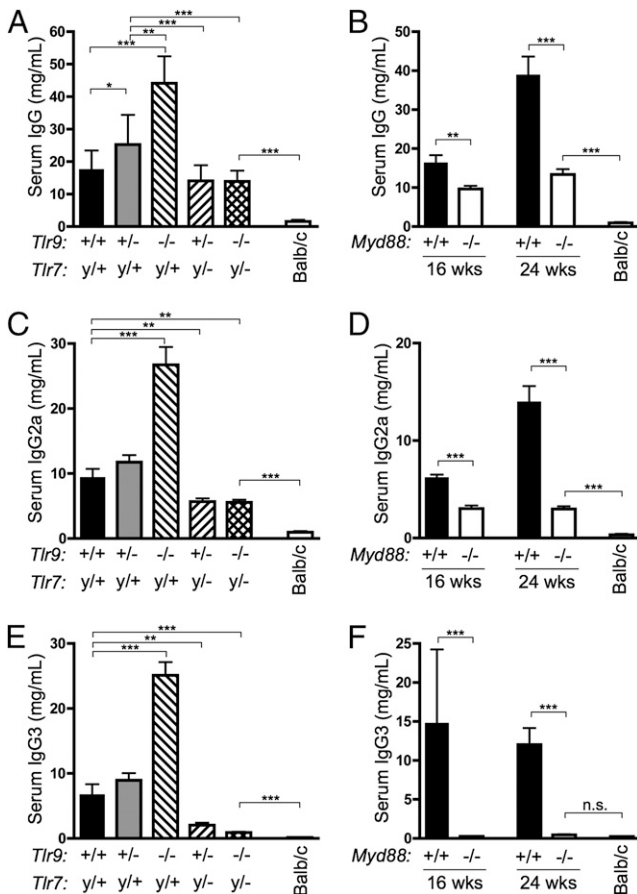 A
Serum IgG (mg/mL)
60
50
40
30
20
10
0
***
***
**
***
*
***
Tlr9: +/+ +/- -/- +/- -/-
Tlr7: y/+ y/+ y/+ y/- y/-
Balb/c
B
Serum IgG (mg/mL)
50
40
30
20
10
0
***
**
***
Myd88: +/+ -/- +/+ -/-
16 wks 24 wks
Balb/c
C
Serum IgG2a (mg/mL)
30
20
10
0
**
**
***
***
Tlr9: +/+ +/- -/- +/- -/-
Tlr7: y/+ y/+ y/+ y/- y/-
Balb/c
D
Serum IgG2a (mg/mL)
20
10
0
***
***
***
Myd88: +/+ -/- +/+ -/-
16 wks 24 wks
Balb/c
E
Serum IgG3 (mg/mL)
30
20
10
0
***
**
***
***
Tlr9: +/+ +/- -/- +/- -/-
Tlr7: y/+ y/+ y/+ y/- y/-
Balb/c
F
Serum IgG3 (mg/mL)
25
20
15
10
5
0
***
***
n.s.
Myd88: +/+ -/- +/+ -/-
16 wks 24 wks
Balb/c